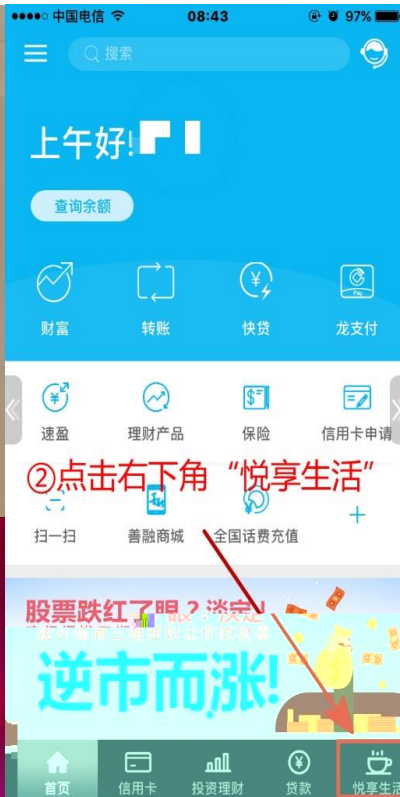 中国电信 08:43 97%
搜索
上午好!
查询余额
财富 转账 快贷 龙支付
Pay
速盈 理财产品 保险 信用卡申请
②点击右下角“悦享生活”
扫一扫 善融商城 全国话费充值
股票跌红了眼?淡定!
逆市而涨!
首页 信用卡 投资理财 贷款 悦享生活